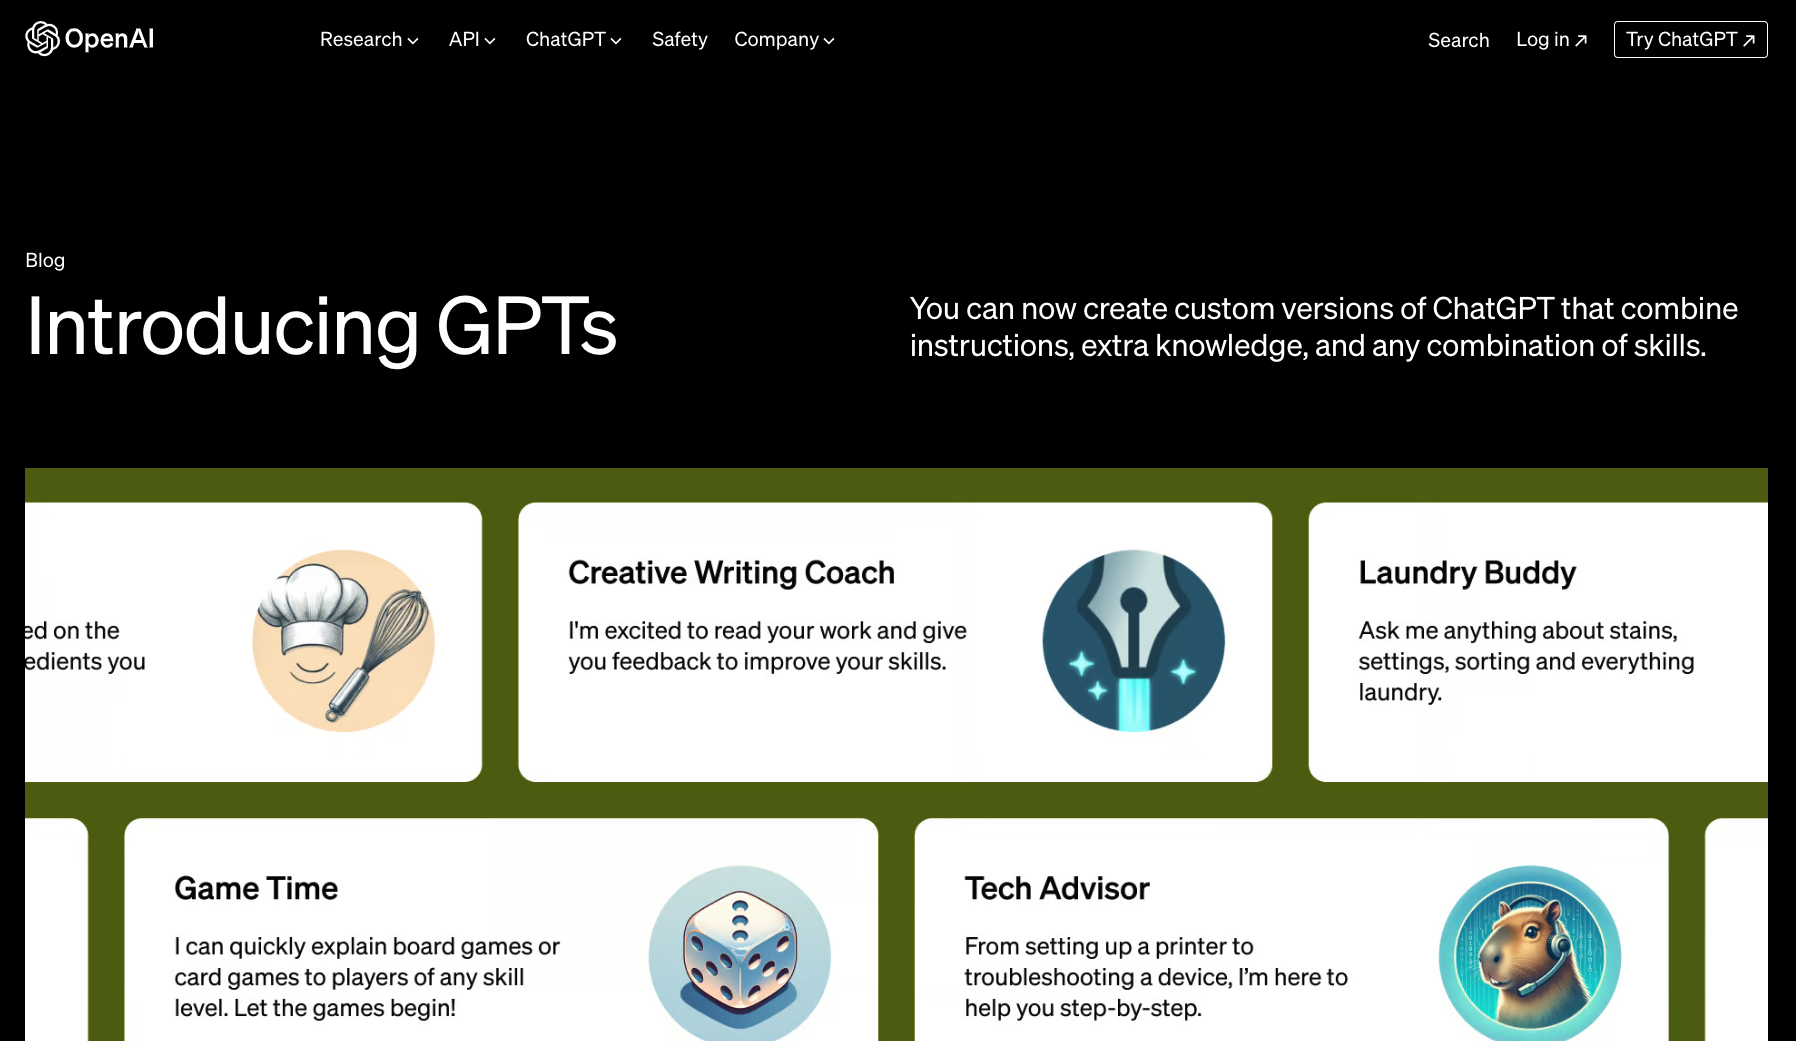 OpenAI
Research
API
ChatGPT
Safety
Company
Search
Log in
Try ChatGPT
Blog
Introducing GPTs
You can now create custom versions of ChatGPT that combine
instructions, extra knowledge, and any combination of skills.
ed on the
edients you
Creative Writing Coach
I'm excited to read your work and give
you feedback to improve your skills.
Laundry Buddy
Ask me anything about stains,
settings, sorting and everything
laundry.
Game Time
I can quickly explain board games or
card games to players of any skill
level. Let the games begin!
Tech Advisor
From setting up a printer to
troubleshooting a device, I’m here to
help you step-by-step.